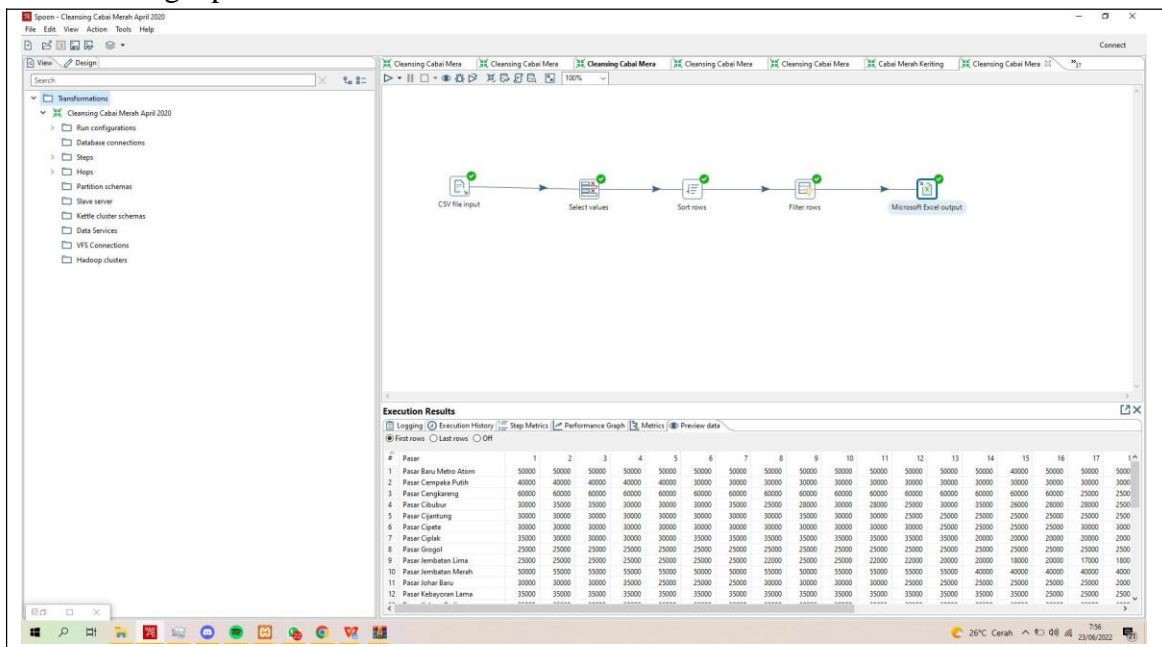 Spoon - Cleansing Cabai Merah April 2020
File Edit View Action Tools Help
Connect
View Design
Search
Transformations
Cleansing Cabai Merah April 2020
Run configurations
Database connections
Steps
Hops
Partition schemas
Slave server
Kettle cluster schemas
Data Services
VFS Connections
Hadoop clusters
Cleansing Cabai Mera Cleansing Cabai Mera Cleansing Cabai Mera Cleansing Cabai Mera Cleansing Cabai Mera Cabai Merah Keriting Cleansing Cabai Mera 37
100%
CSV file input Select values Sort rows Filter rows Microsoft Excel output
Execution Results
Logging Execution History Step Metrics Performance Graph Metrics Preview data
First rows Last rows Off
# Pasar 1 2 3 4 5 6 7 8 9 10 11 12 13 14 15 16 17
1 Pasar Baru Metro Atom 50000 50000 50000 50000 50000 50000 50000 50000 50000 50000 50000 50000 50000 50000 40000 50000 50000 5000
2 Pasar Cempaka Putih 40000 40000 40000 40000 40000 30000 30000 30000 30000 30000 30000 30000 30000 30000 30000 30000 30000 3000
3 Pasar Cengkareng 60000 60000 60000 60000 60000 60000 60000 60000 60000 60000 60000 60000 60000 60000 60000 60000 25000 2500
4 Pasar Cibubur 30000 35000 35000 30000 30000 30000 35000 25000 28000 30000 28000 25000 30000 35000 26000 28000 28000 2500
5 Pasar Cijantung 30000 30000 30000 30000 30000 30000 30000 30000 35000 30000 30000 25000 25000 25000 25000 25000 25000 2500
6 Pasar Cipete 30000 30000 30000 30000 30000 30000 30000 30000 30000 30000 30000 30000 25000 25000 25000 30000 30000 3000
7 Pasar Ciplak 35000 30000 30000 30000 30000 35000 35000 35000 30000 35000 35000 35000 35000 20000 20000 20000 20000 2000
8 Pasar Grogol 25000 25000 25000 25000 25000 25000 25000 25000 25000 25000 25000 25000 25000 25000 25000 25000 25000 2500
9 Pasar Jembatan Lima 25000 25000 25000 25000 25000 25000 25000 22000 25000 25000 22000 22000 20000 20000 18000 20000 17000 1800
10 Pasar Jembatan Merah 50000 55000 55000 55000 55000 50000 50000 55000 50000 55000 55000 55000 55000 40000 40000 40000 40000 4000
11 Pasar Johar Baru 30000 30000 30000 35000 25000 25000 25000 30000 30000 30000 30000 25000 25000 25000 25000 25000 25000 2000
12 Pasar Kebayoran Lama 35000 35000 35000 35000 35000 35000 35000 35000 35000 35000 35000 35000 35000 35000 35000 25000 25000 2500
26°C Cerah
7:56
23/06/2022